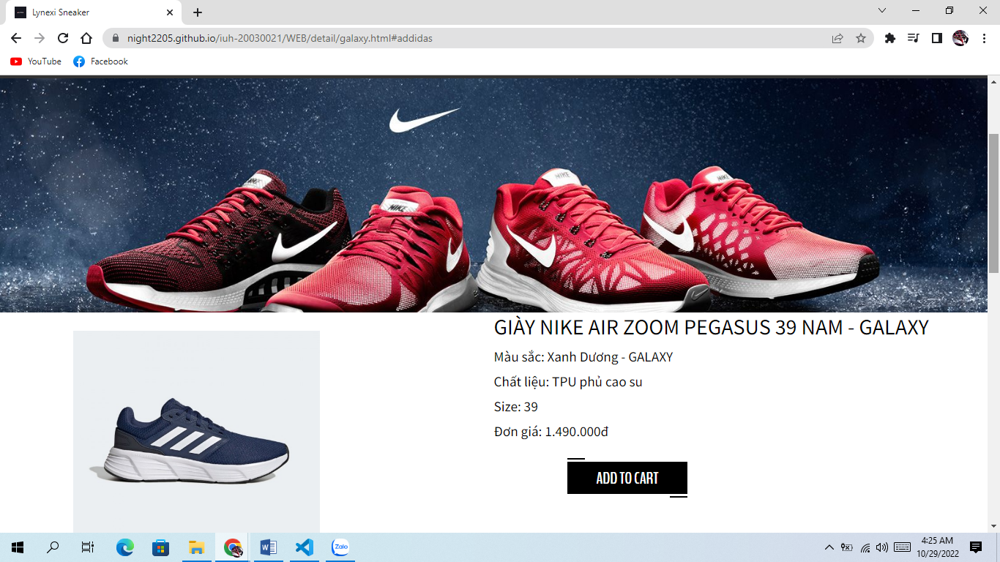 Lynexi Sneaker
night2205.github.io/iuh-20030021/WEB/detail/galaxy.html#addidas
YouTube
Facebook
NIKE
NIKE
NIKE
GIÀY NIKE AIR ZOOM PEGASUS 39 NAM - GALAXY
Màu sắc: Xanh Dương - GALAXY
Chất liệu: TPU phủ cao su
Size: 39
Đơn giá: 1.490.000đ
ADD TO CART
Zalo
4:25 AM
10/29/2022